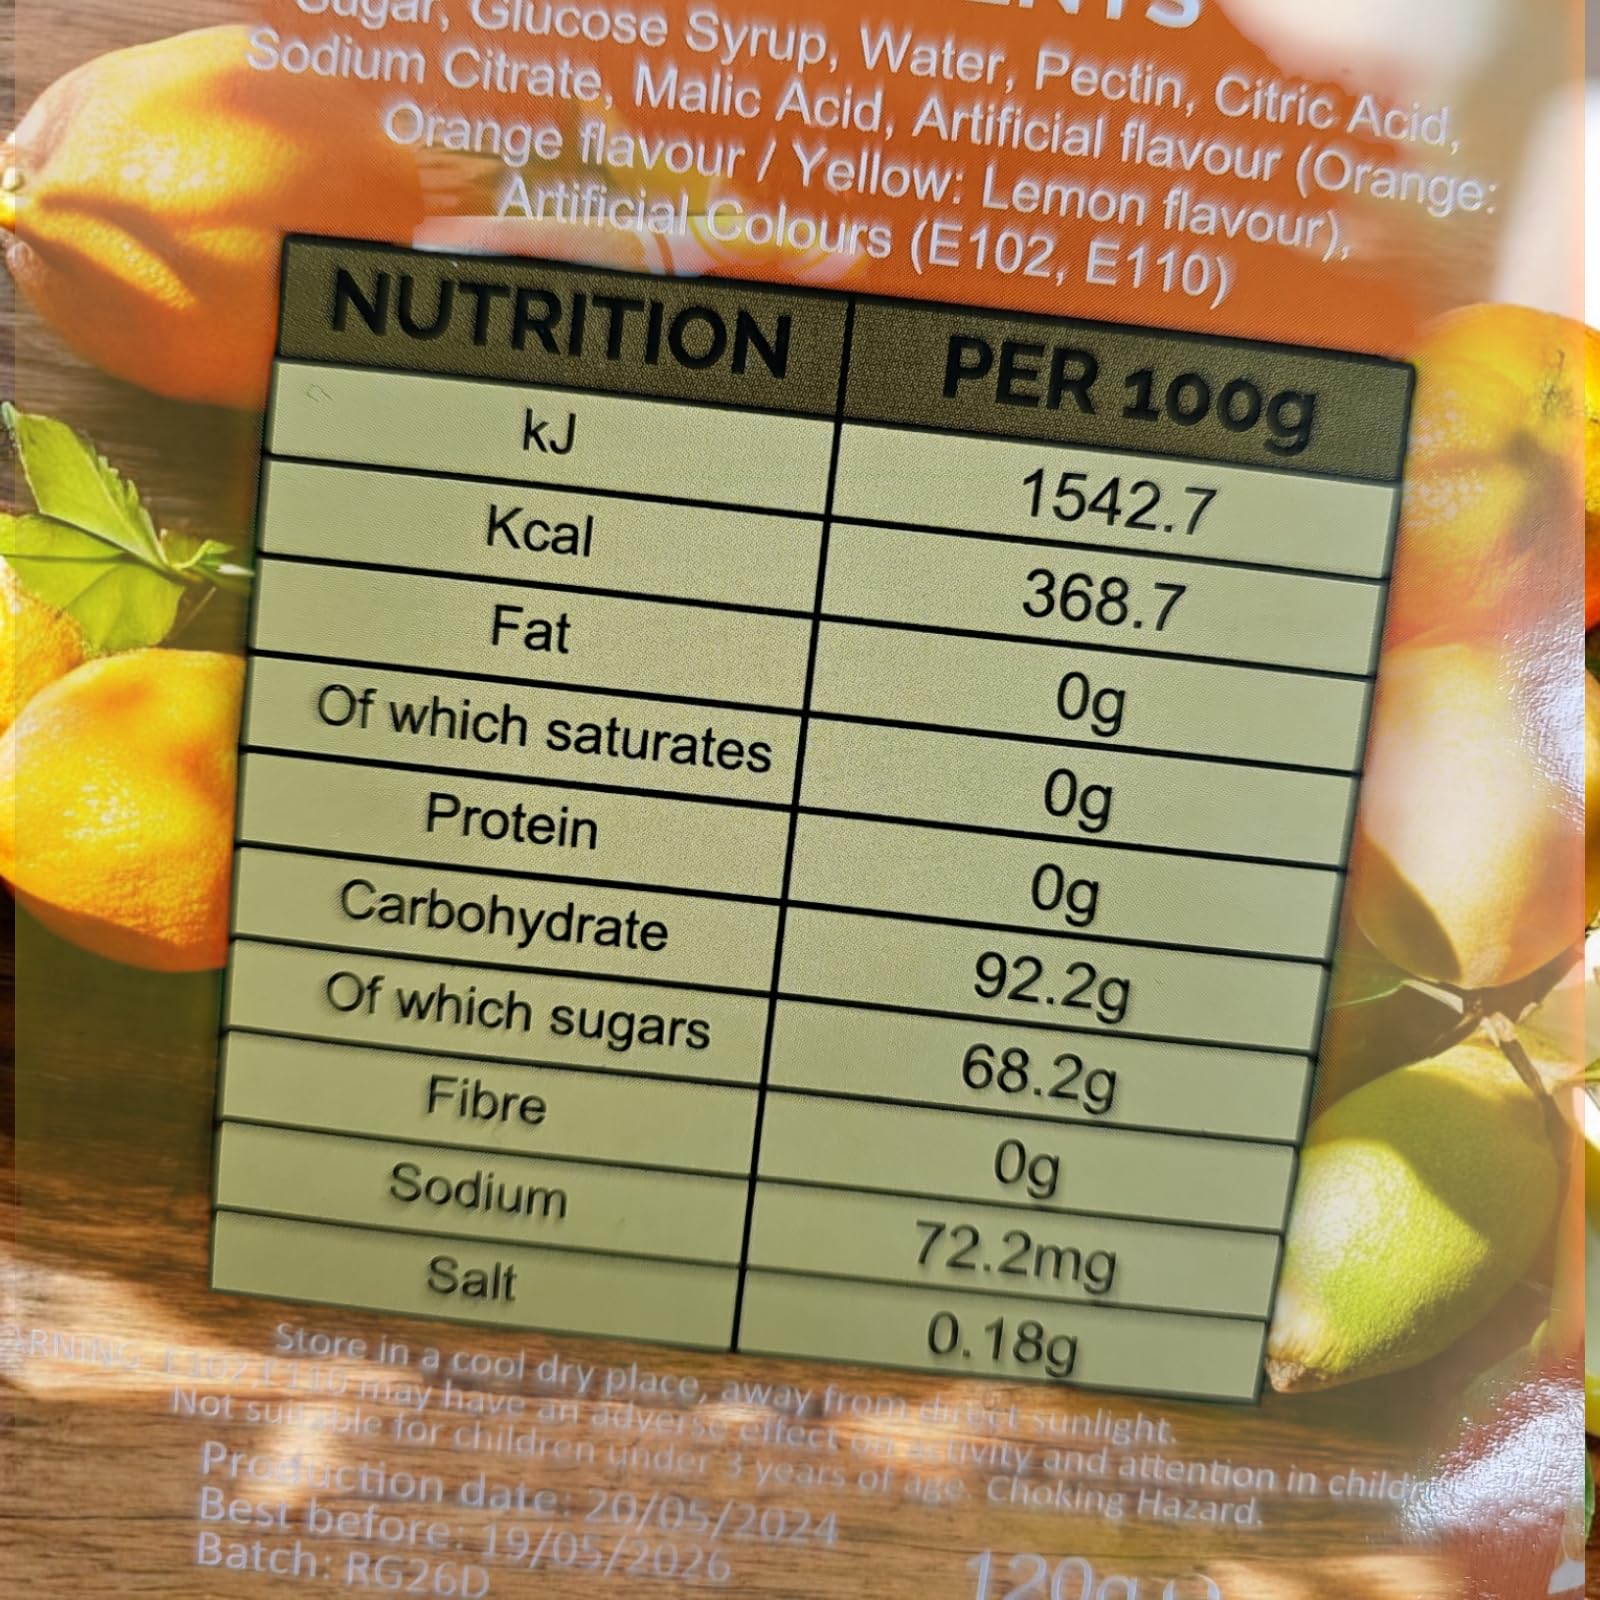 Sugar, Glucose Syrup, Water, Pectin, Citric Acid,
Sodium Citrate, Malic Acid, Artificial flavour (Orange:
Orange flavour / Yellow: Lemon flavour),
Artificial Colours (E102, E110)
NUTRITION PER 100g
kJ 1542.7
Kcal 368.7
Fat 0g
Of which saturates 0g
Protein 0g
Carbohydrate 92.2g
Of which sugars 68.2g
Fibre 0g
Sodium 72.2mg
Salt 0.18g
Store in a cool dry place, away from direct sunlight.
E102, E110 may have an adverse effect on activity and attention in
Not suitable for children under 3 years of age. Choking Hazard.
Production date: 20/05/2024
Best before: 19/05/2026
Batch: RG26D
120g